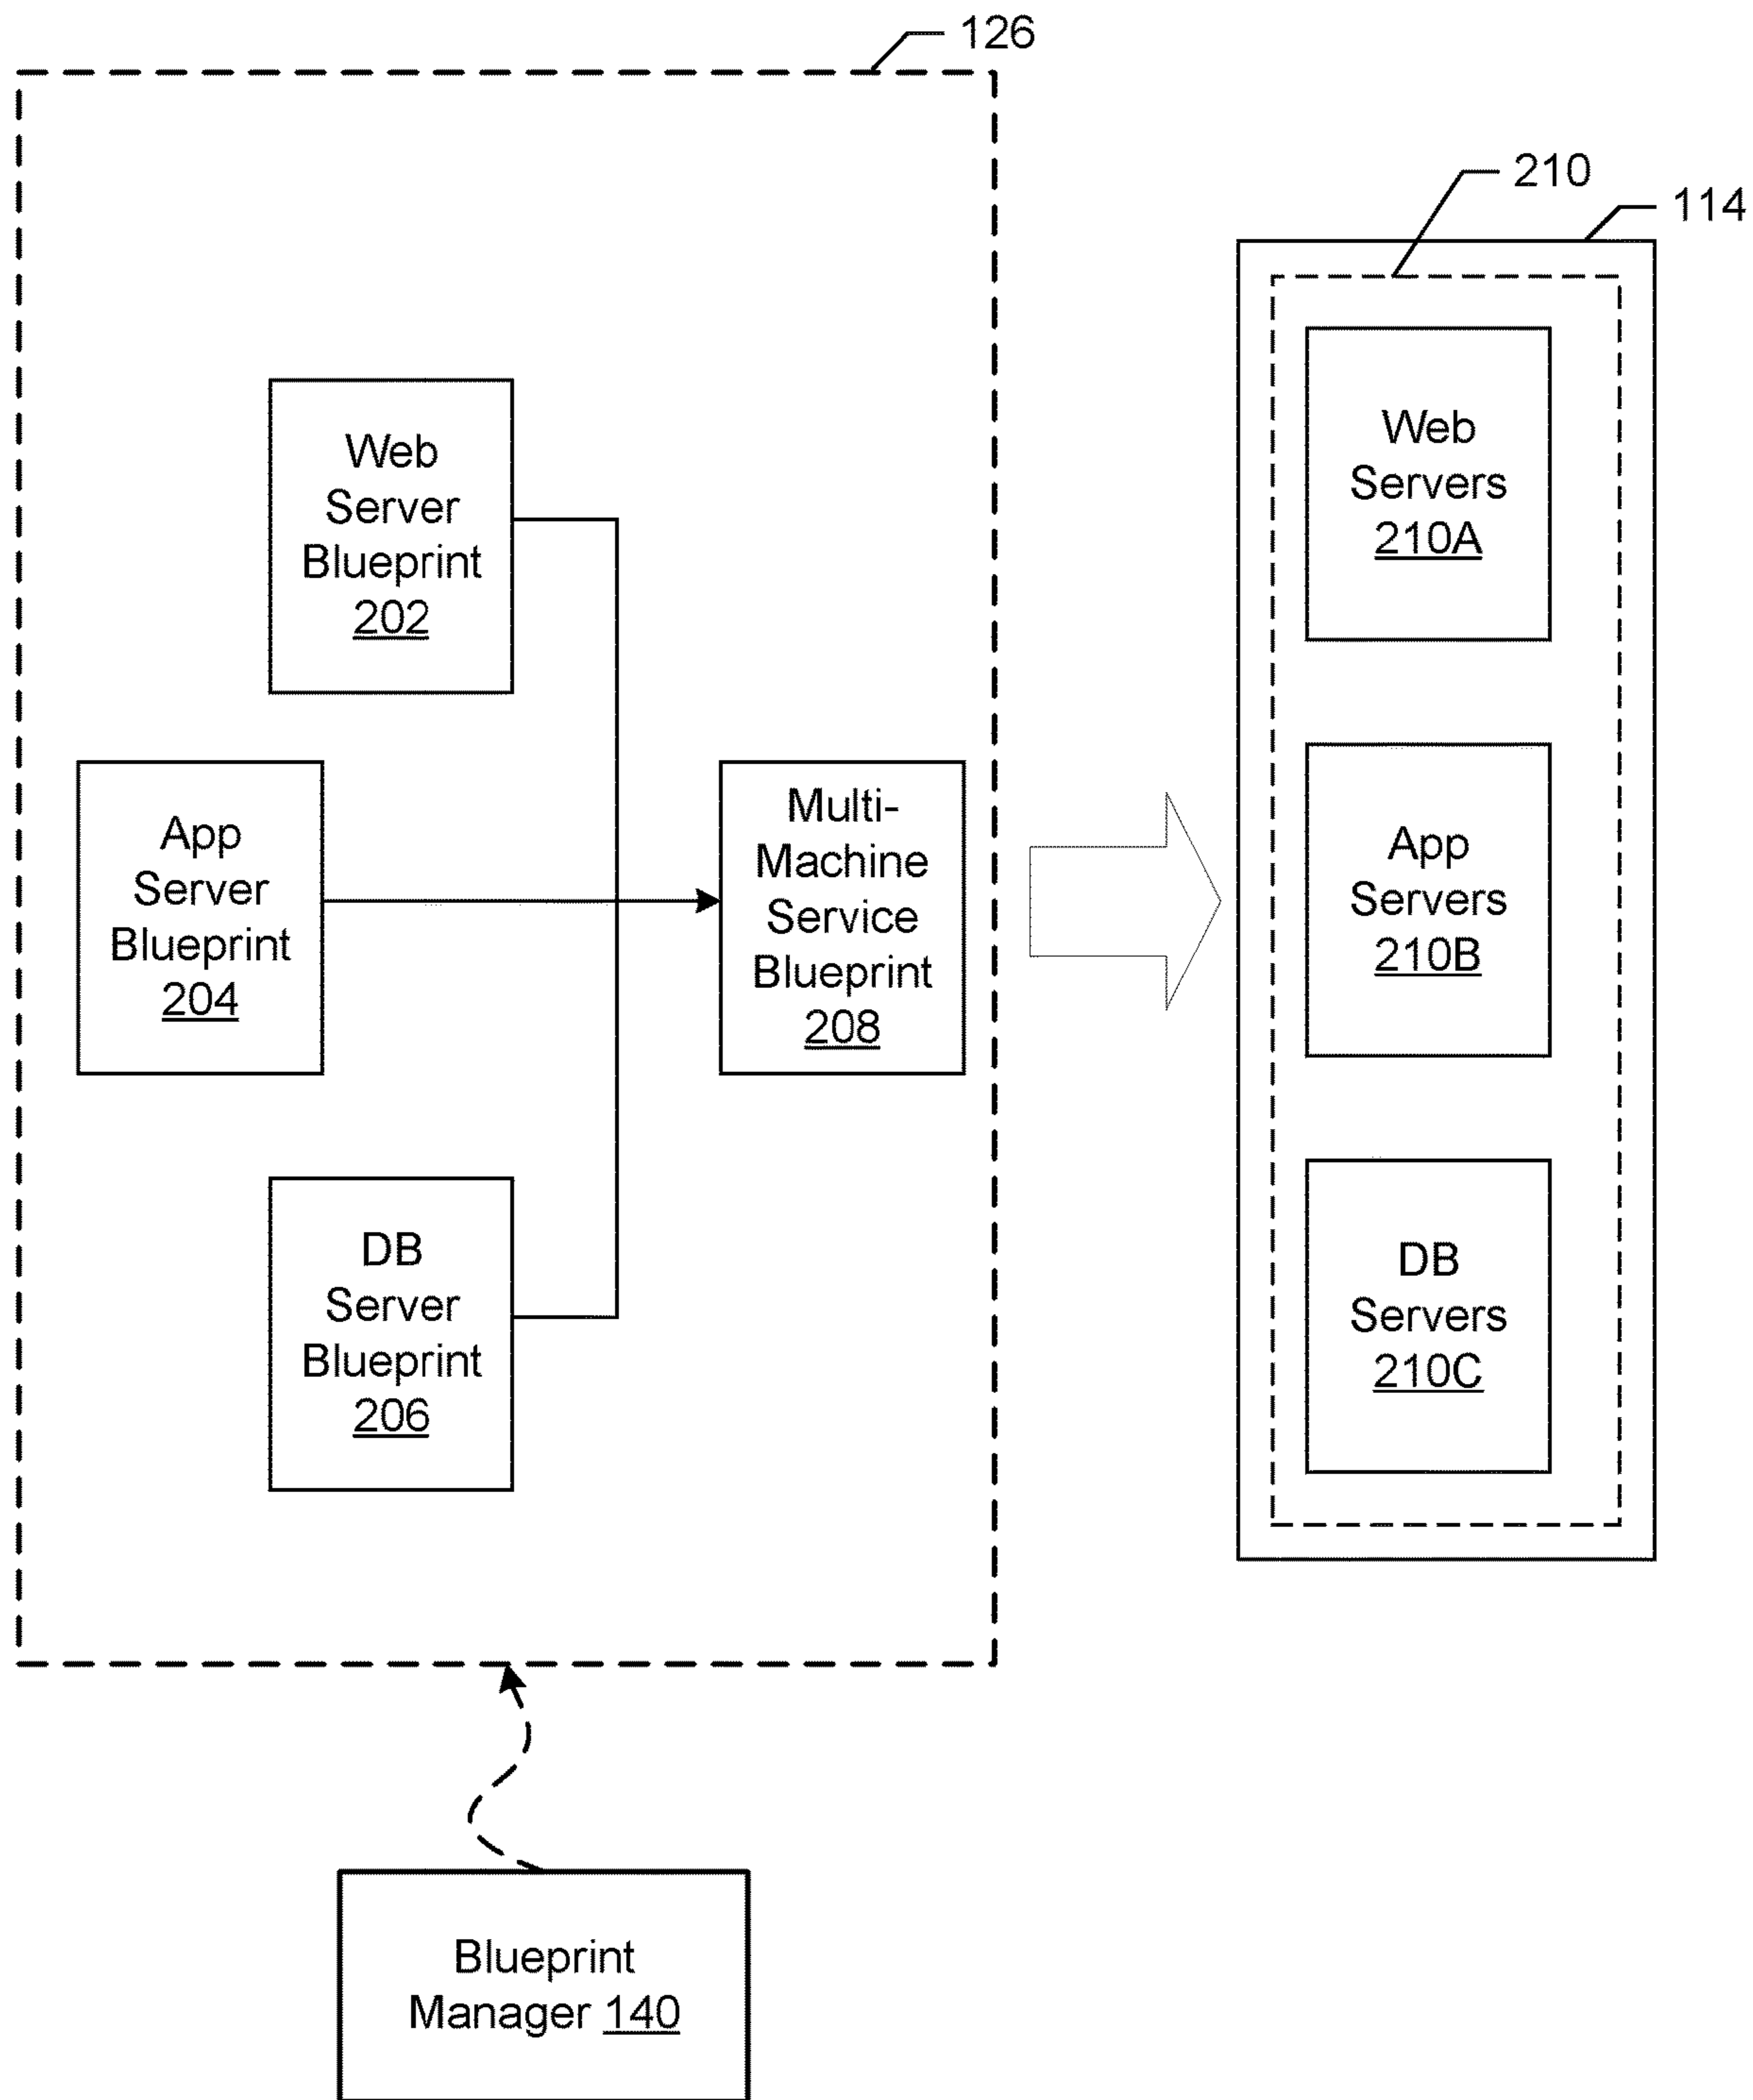 126
210
114
Web
Server
Blueprint
202
App
Server
Blueprint
204
DB
Server
Blueprint
206
Multi-
Machine
Service
Blueprint
208
Web
Servers
210A
App
Servers
210B
DB
Servers
210C
Blueprint
Manager 140